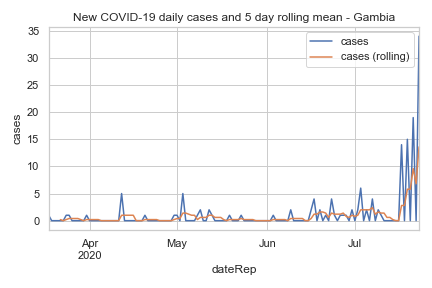 New COVID-19 daily cases and 5 day rolling mean - Gambia
cases
cases (rolling)
35
30
25
20
15
10
5
0
cases
Apr
2020
May
Jun
Jul
dateRep